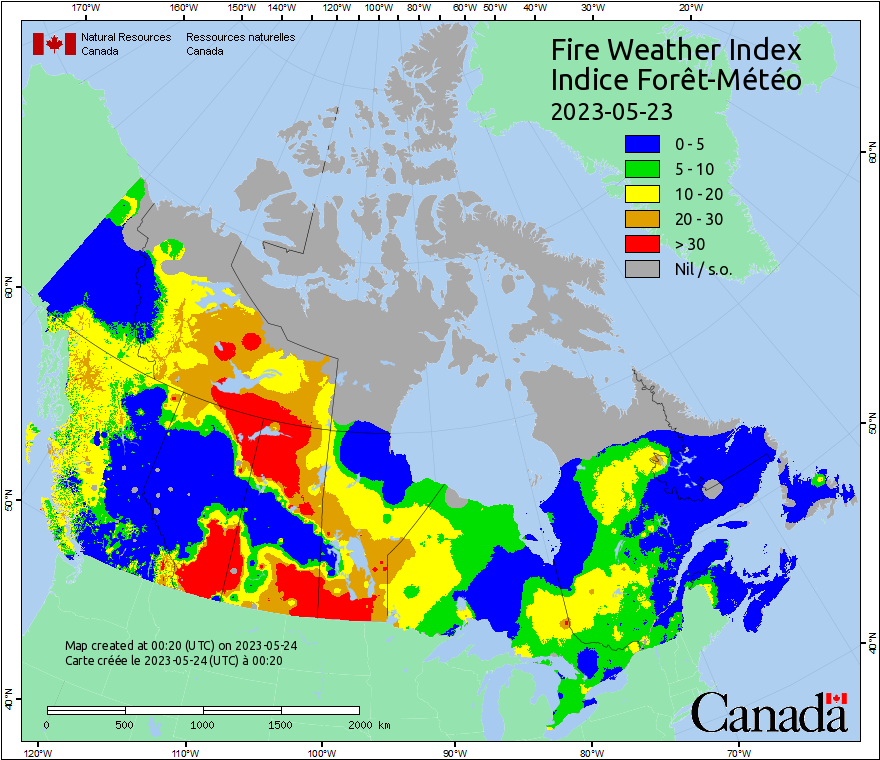 170°W 160°W 150°W 140°W 120°W 100°W 80°W 60°W 50°W 40°W 30°W 20°W
Natural Resources Ressources naturelles
Canada Canada
Fire Weather Index
Indice Forêt-Météo
2023-05-23
0 - 5
5 - 10
10 - 20
20 - 30
> 30
Nil / s.o.
60°N
60°N
50°N
50°N
40°N
40°N
Map created at 00:20 (UTC) on 2023-05-24
Carte créée le 2023-05-24 (UTC) à 00:20
0 500 1000 1500 2000 km
Canada
120°W 110°W 100°W 90°W 80°W 70°W